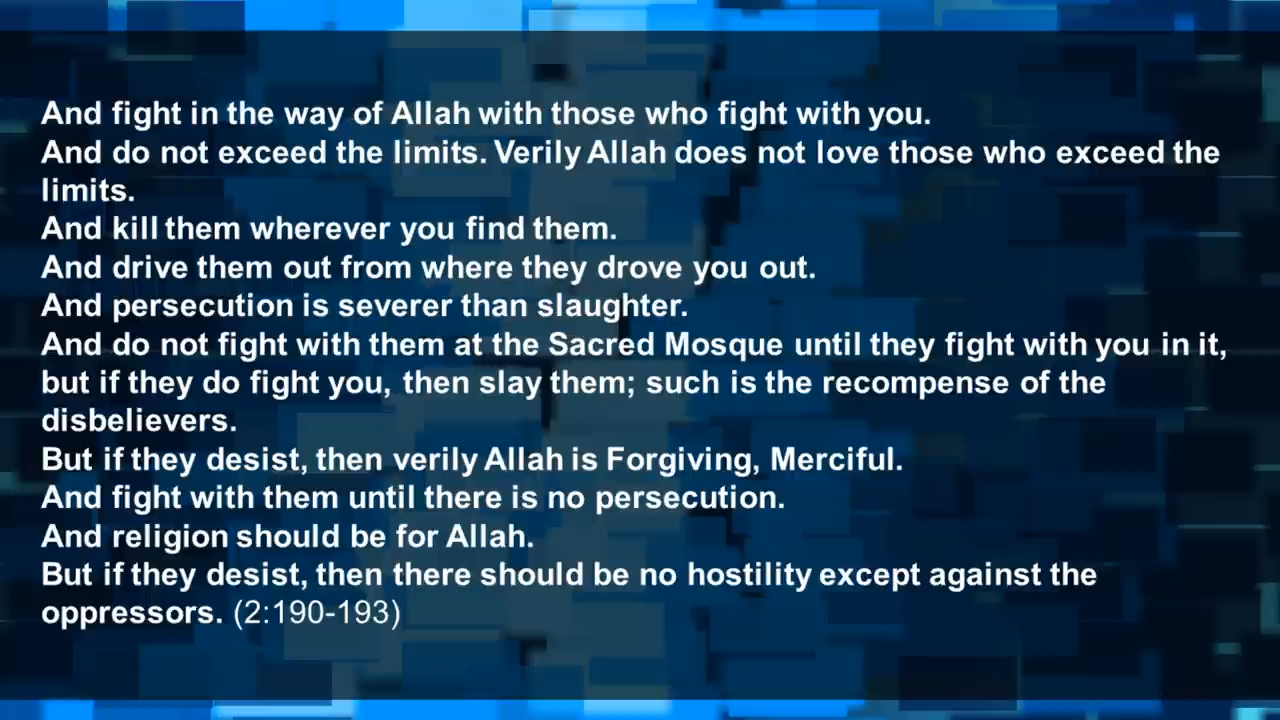 And fight in the way of Allah with those who fight with you.
And do not exceed the limits. Verily Allah does not love those who exceed the
limits.
And kill them wherever you find them.
And drive them out from where they drove you out.
And persecution is severer than slaughter.
And do not fight with them at the Sacred Mosque until they fight with you in it,
but if they do fight you, then slay them; such is the recompense of the
disbelievers.
But if they desist, then verily Allah is Forgiving, Merciful.
And fight with them until there is no persecution.
And religion should be for Allah.
But if they desist, then there should be no hostility except against the
oppressors. (2:190-193)